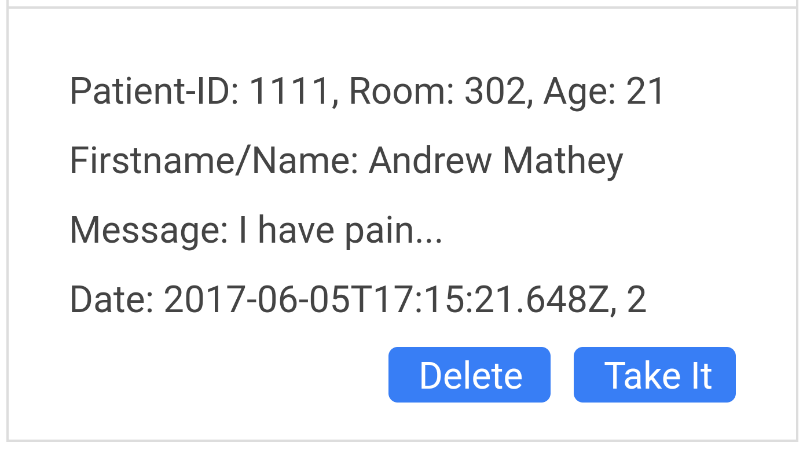 Patient-ID: 1111, Room: 302, Age: 21
Firstname/Name: Andrew Mathey
Message: I have pain...
Date: 2017-06-05T17:15:21.648Z, 2
Delete Take It